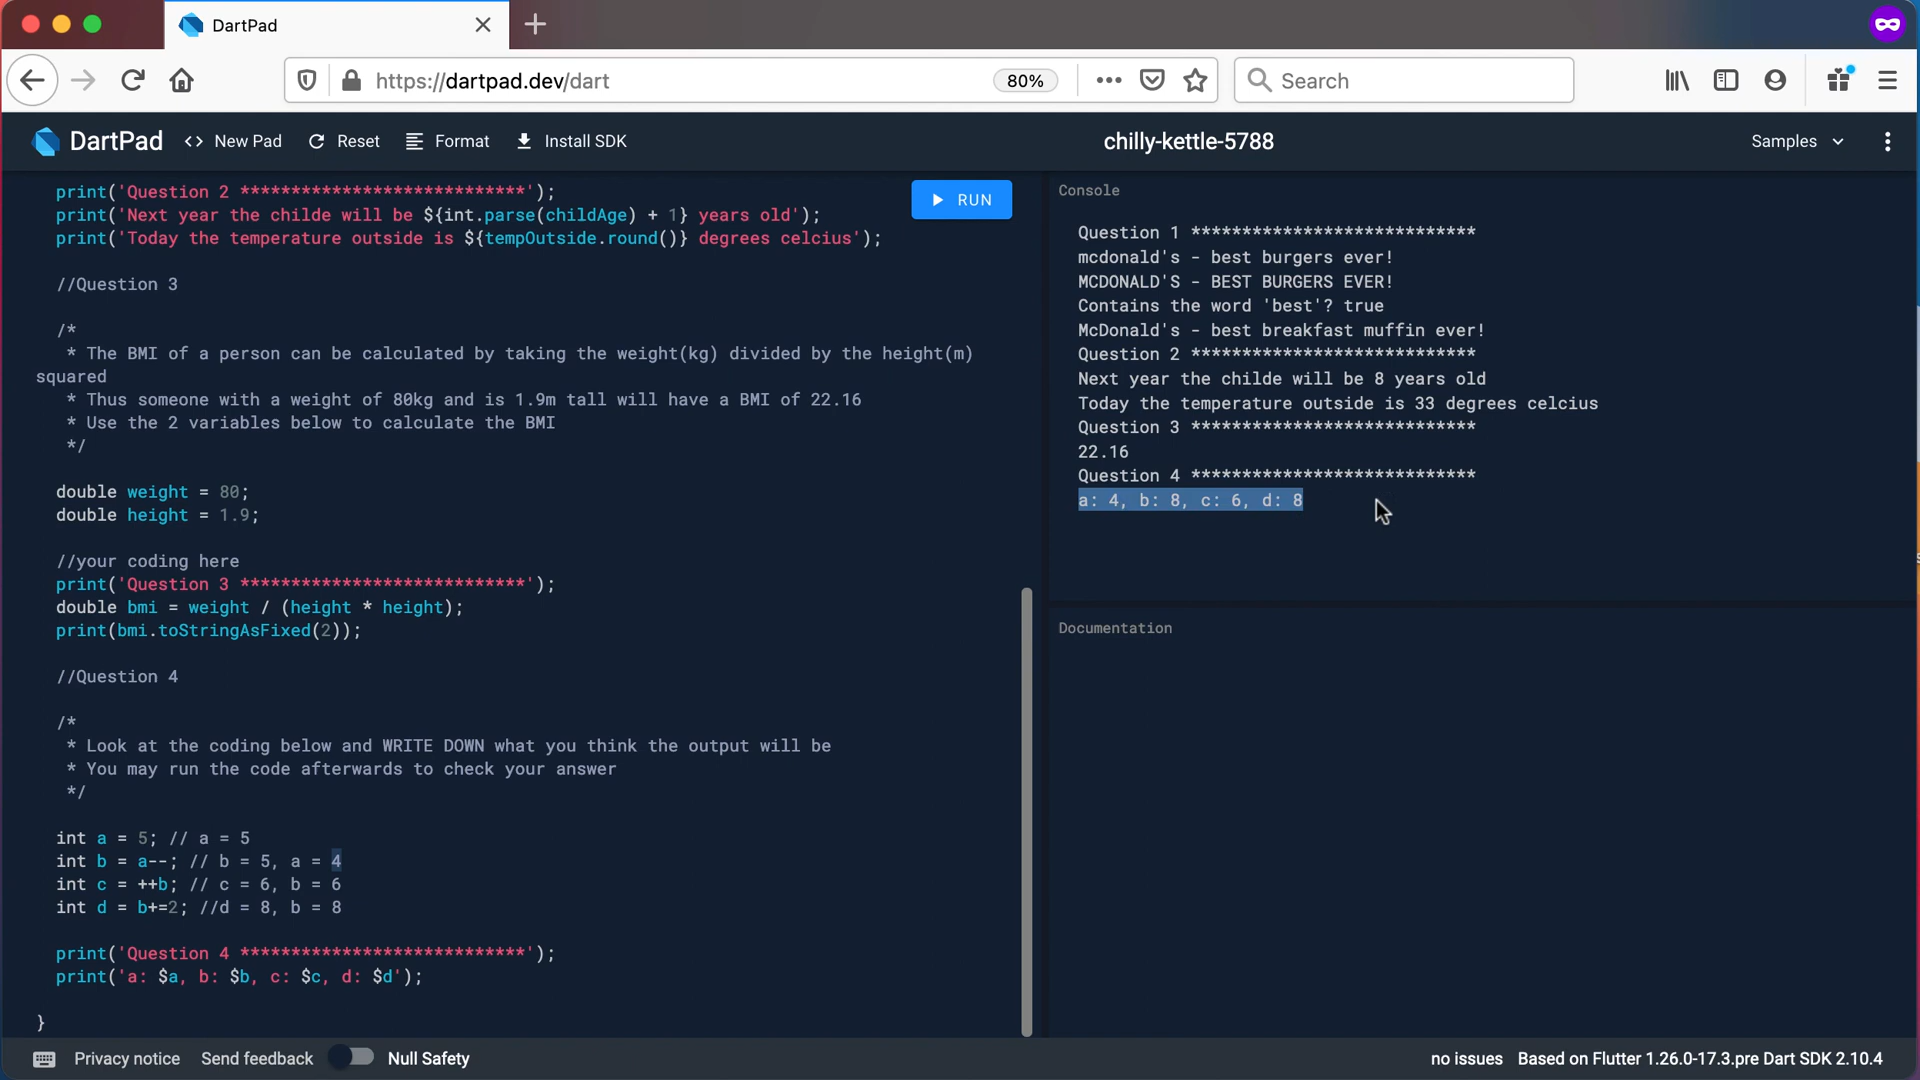 DartPad
https://dartpad.dev/dart
80%
Search
DartPad
<> New Pad
Reset
Format
Install SDK
chilly-kettle-5788
Samples
print('Question 2 ****************************');
print('Next year the childe will be ${int.parse(childAge) + 1} years old');
print('Today the temperature outside is ${tempOutside.round()} degrees celcius');
//Question 3
/*
* The BMI of a person can be calculated by taking the weight(kg) divided by the height(m)
squared
* Thus someone with a weight of 80kg and is 1.9m tall will have a BMI of 22.16
* Use the 2 variables below to calculate the BMI
*/
double weight = 80;
double height = 1.9;
//your coding here
print('Question 3 ****************************');
double bmi = weight / (height * height);
print(bmi.toStringAsFixed(2));
//Question 4
/*
* Look at the coding below and WRITE DOWN what you think the output will be
* You may run the code afterwards to check your answer
*/
int a = 5; // a = 5
int b = a--; // b = 5, a = 4
int c = ++b; // c = 6, b = 6
int d = b+=2; //d = 8, b = 8
print('Question 4 ****************************');
print('a: $a, b: $b, c: $c, d: $d');
}
RUN
Console
Question 1 ****************************
mcdonald's - best burgers ever!
MCDONALD'S - BEST BURGERS EVER!
Contains the word 'best'? true
McDonald's - best breakfast muffin ever!
Question 2 ****************************
Next year the childe will be 8 years old
Today the temperature outside is 33 degrees celcius
Question 3 ****************************
22.16
Question 4 ****************************
a: 4, b: 8, c: 6, d: 8
Documentation
Privacy notice
Send feedback
Null Safety
no issues
Based on Flutter 1.26.0-17.3.pre Dart SDK 2.10.4